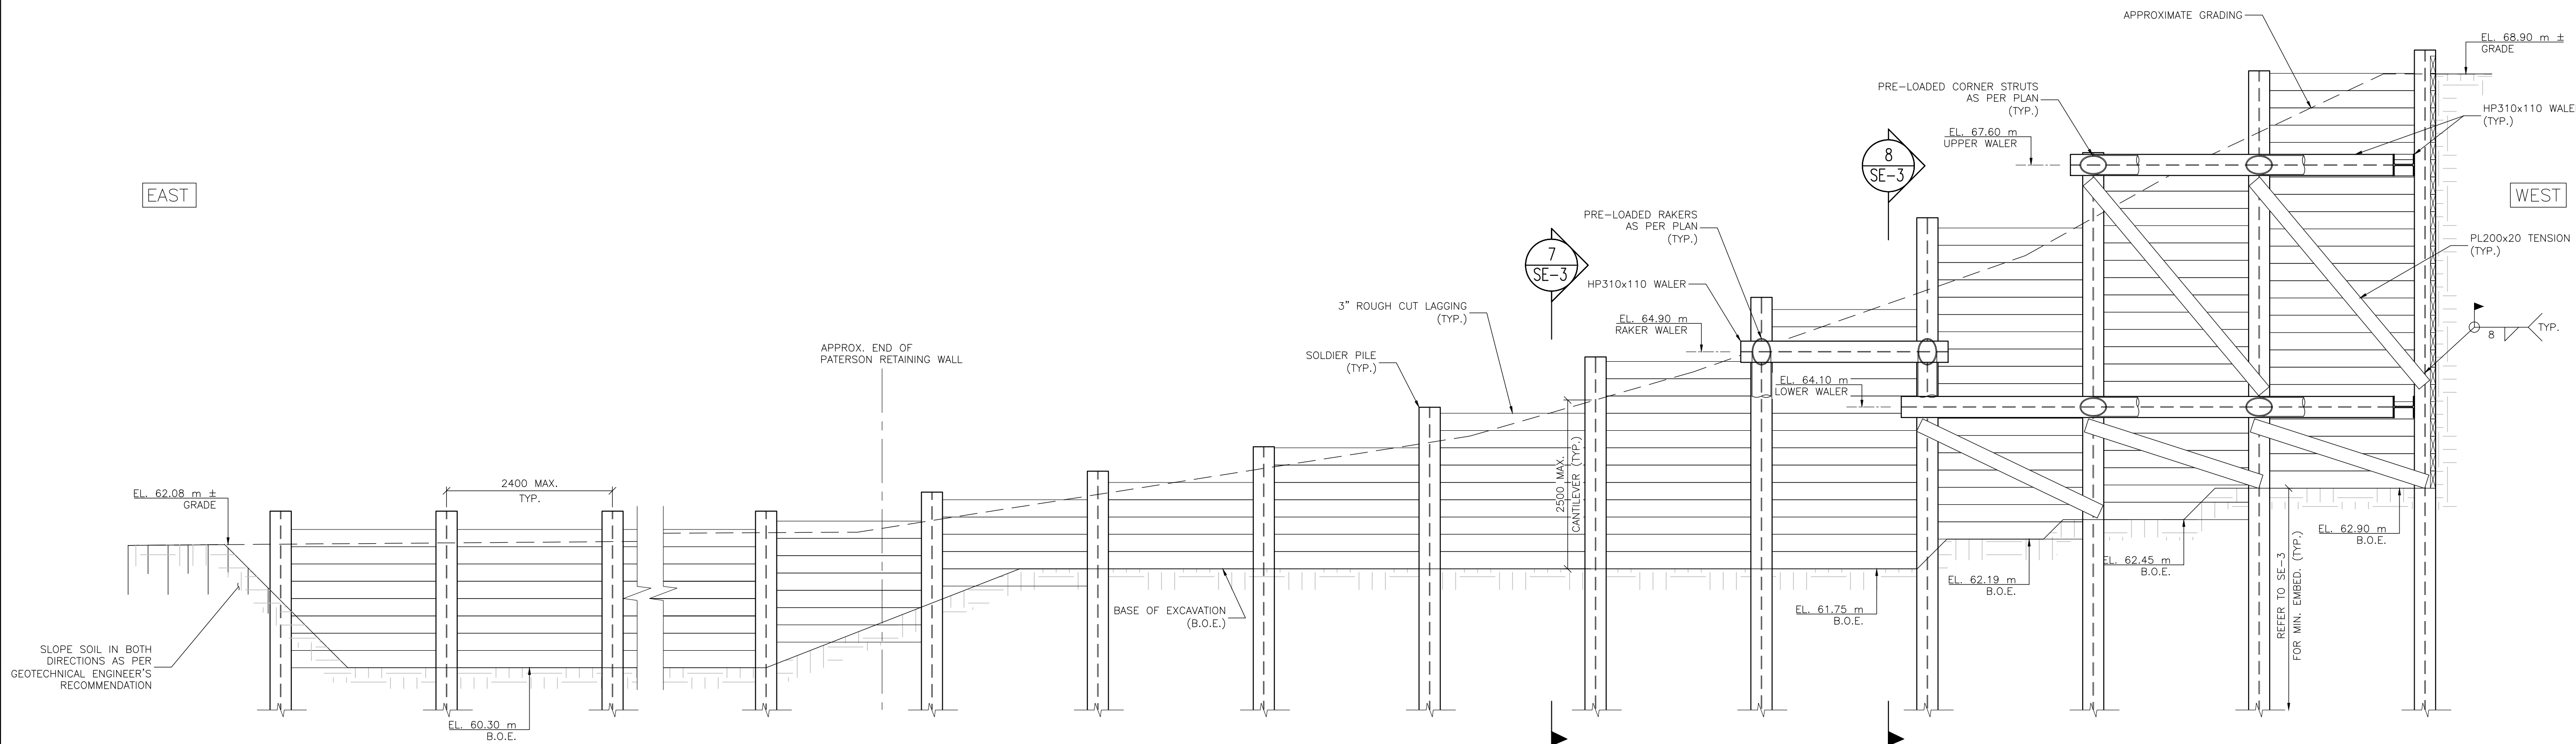 APPROXIMATE GRADING
EL. 68.90 m ±
GRADE
PRE-LOADED CORNER STRUTS
AS PER PLAN
(TYP.)
HP310x110 WALE
(TYP.)
EL. 67.60 m
UPPER WALER
8
SE-3
EAST
WEST
PRE-LOADED RAKERS
AS PER PLAN
(TYP.)
7
SE-3
PL200x20 TENSION
(TYP.)
HP310x110 WALER
3" ROUGH CUT LAGGING
(TYP.)
EL. 64.90 m
RAKER WALER
8
TYP.
APPROX. END OF
PATERSON RETAINING WALL
SOLDIER PILE
(TYP.)
EL. 64.10 m
LOWER WALER
2500 MAX.
CANTILEVER (TYP.)
2400 MAX.
TYP.
EL. 62.08 m ±
GRADE
EL. 62.90 m
B.O.E.
EL. 62.45 m
B.O.E.
EL. 62.19 m
B.O.E.
REFER TO SE-3
FOR MIN. EMBED. (TYP.)
BASE OF EXCAVATION
(B.O.E.)
EL. 61.75 m
B.O.E.
SLOPE SOIL IN BOTH
DIRECTIONS AS PER
GEOTECHNICAL ENGINEER'S
RECOMMENDATION
EL. 60.30 m
B.O.E.